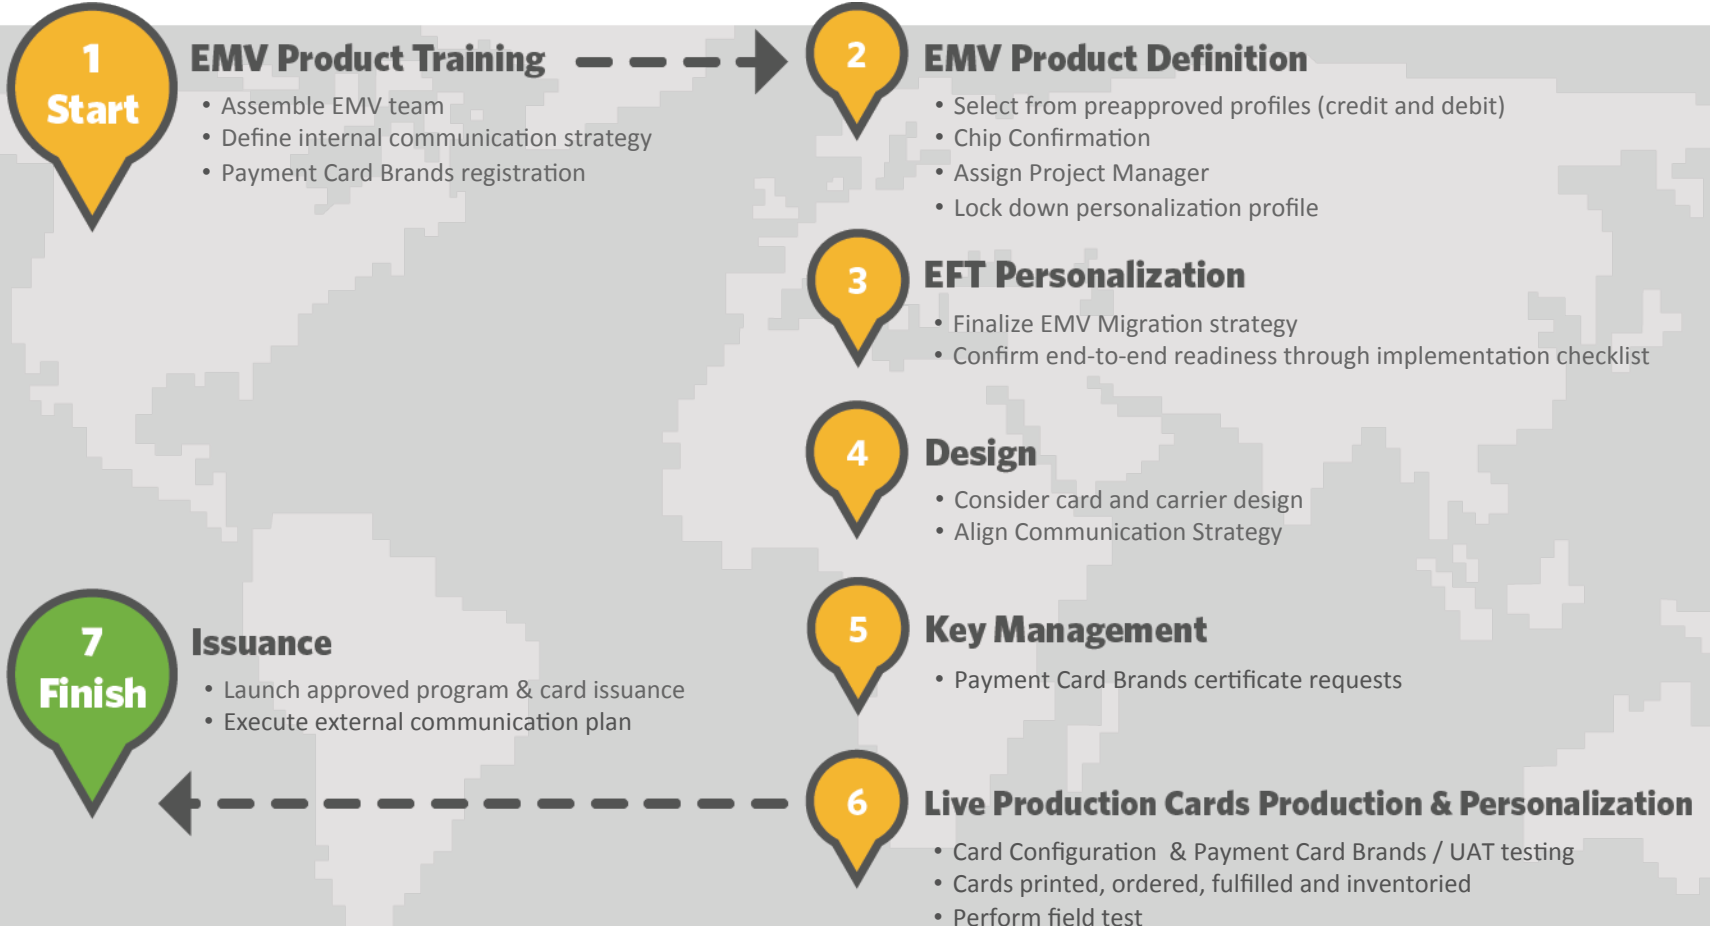 1
Start
EMV Product Training
• Assemble EMV team
• Define internal communication strategy
• Payment Card Brands registration
2
EMV Product Definition
• Select from preapproved profiles (credit and debit)
• Chip Confirmation
• Assign Project Manager
• Lock down personalization profile
3
EFT Personalization
• Finalize EMV Migration strategy
• Confirm end-to-end readiness through implementation checklist
4
Design
• Consider card and carrier design
• Align Communication Strategy
5
Key Management
• Payment Card Brands certificate requests
6
Live Production Cards Production & Personalization
• Card Configuration & Payment Card Brands / UAT testing
• Cards printed, ordered, fulfilled and inventoried
• Perform field test
7
Finish
Issuance
• Launch approved program & card issuance
• Execute external communication plan